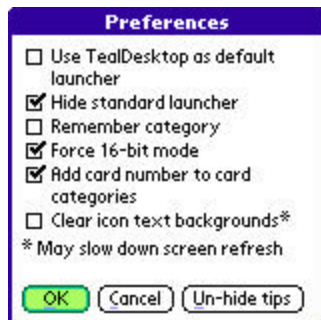 Preferences
Use TealDesktop as default
launcher
Hide standard launcher
Remember category
Force 16-bit mode
Add card number to card
categories
Clear icon text backgrounds*
* May slow down screen refresh
OK Cancel Un-hide tips